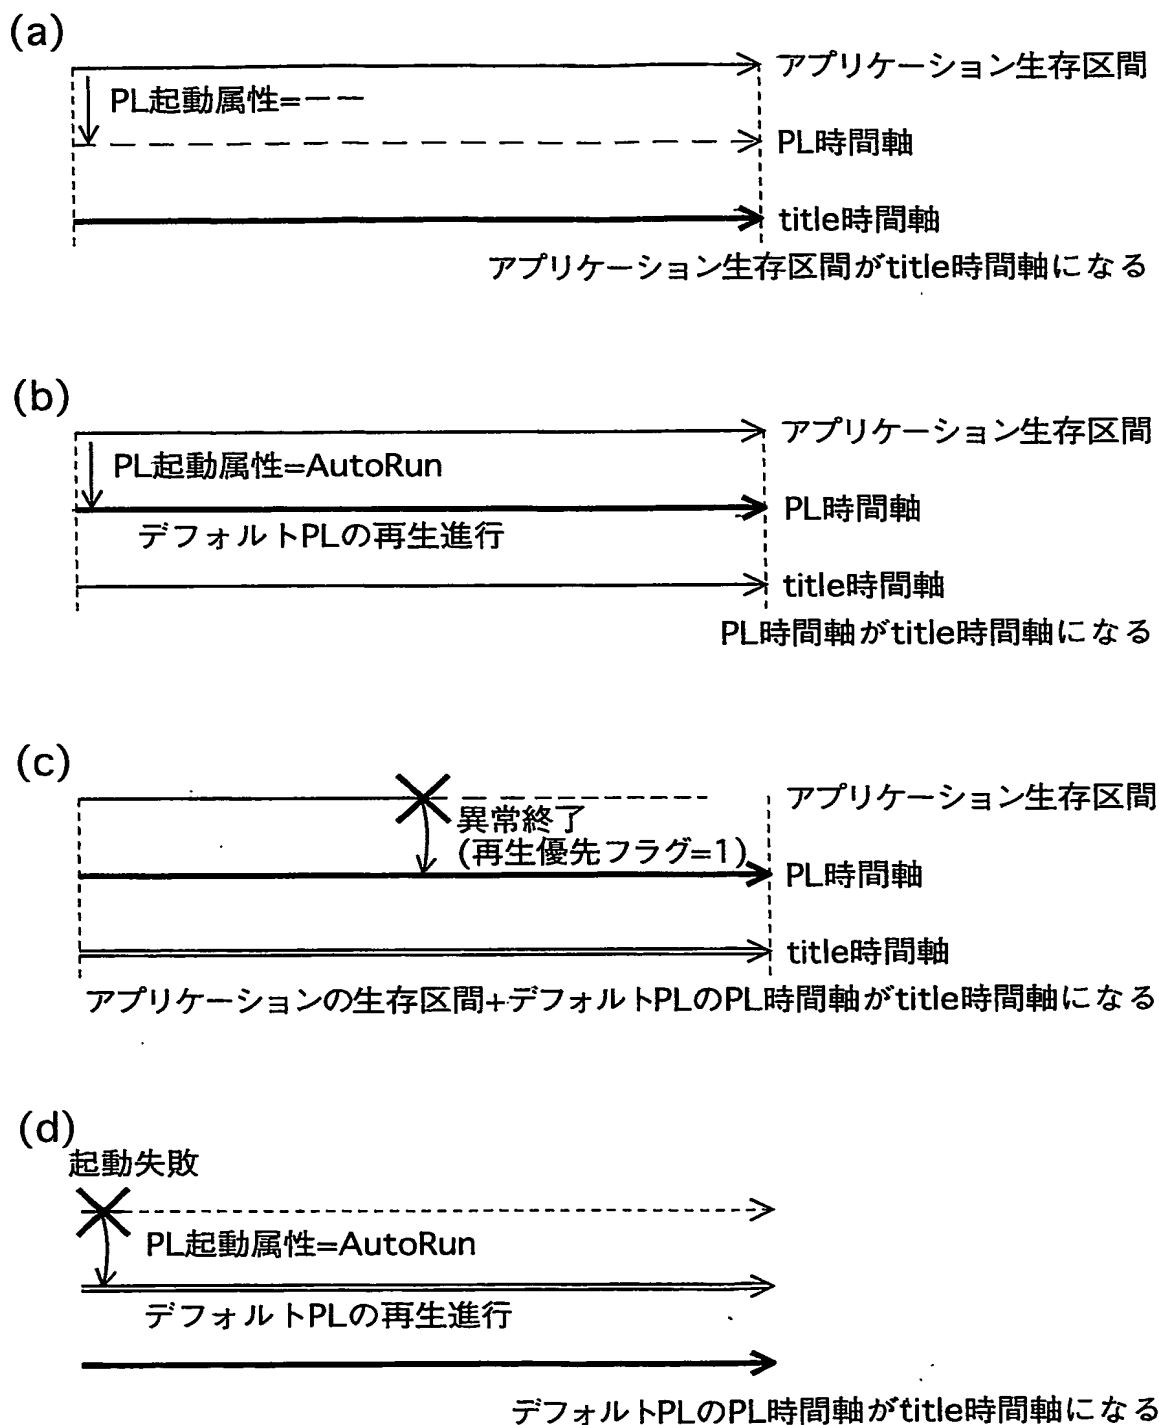 (a)
アプリケーション生存区間
PL起動属性=――
PL時間軸
title時間軸
アプリケーション生存区間がtitle時間軸になる
(b)
アプリケーション生存区間
PL起動属性=AutoRun
PL時間軸
デフォルトPLの再生進行
title時間軸
PL時間軸がtitle時間軸になる
(c)
アプリケーション生存区間
異常終了
(再生優先フラグ=1)
PL時間軸
title時間軸
アプリケーションの生存区間+デフォルトPLのPL時間軸がtitle時間軸になる
(d)
起動失敗
PL起動属性=AutoRun
デフォルトPLの再生進行
デフォルトPLのPL時間軸がtitle時間軸になる